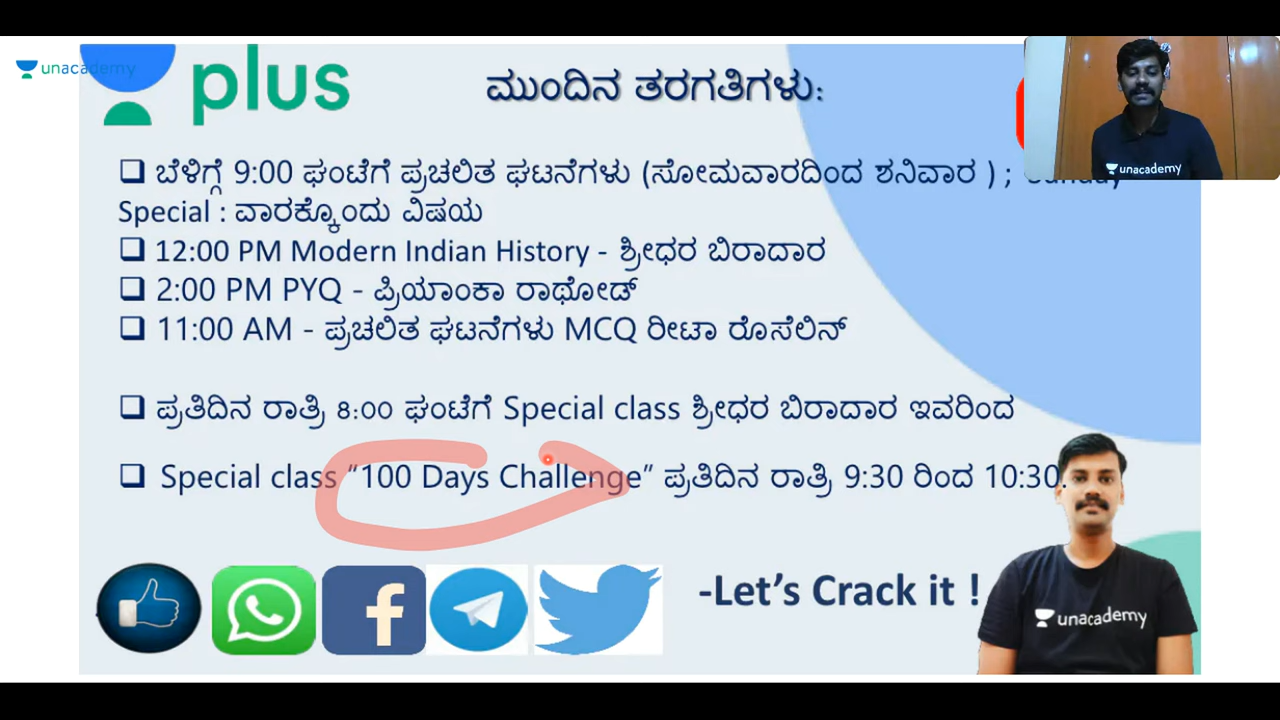 unacademy
plus
ಮುಂದಿನ ತರಗತಿಗಳು:
❑ ಬೆಳಿಗ್ಗೆ 9:00 ಘಂಟೆಗೆ ಪ್ರಚಲಿತ ಘಟನೆಗಳು (ಸೋಮವಾರದಿಂದ ಶನಿವಾರ ) ;
Special : ವಾರಕ್ಕೊಂದು ವಿಷಯ
❑ 12:00 PM Modern Indian History - ಶ್ರೀಧರ ಬಿರಾದಾರ
❑ 2:00 PM PYQ - ಪ್ರಿಯಾಂಕಾ ರಾಥೋಡ್
❑ 11:00 AM - ಪ್ರಚಲಿತ ಘಟನೆಗಳು MCQ ರೀಟಾ ರೊಸೆಲಿನ್
❑ ಪ್ರತಿದಿನ ರಾತ್ರಿ 8:00 ಘಂಟೆಗೆ Special class ಶ್ರೀಧರ ಬಿರಾದಾರ ಇವರಿಂದ
❑ Special class “100 Days Challenge” ಪ್ರತಿದಿನ ರಾತ್ರಿ 9:30 ರಿಂದ 10:30.
-Let’s Crack it !
unacademy
unacademy